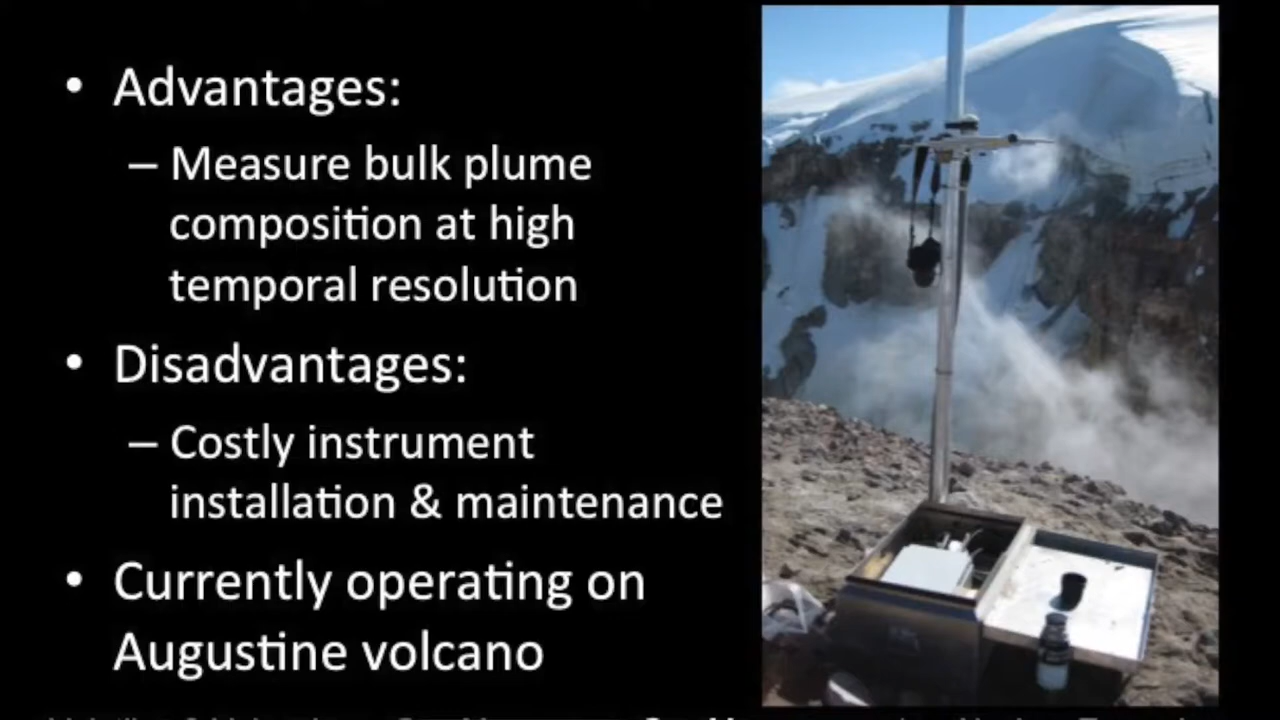 • Advantages:
– Measure bulk plume
composition at high
temporal resolution
• Disadvantages:
– Costly instrument
installation & maintenance
• Currently operating on
Augustine volcano